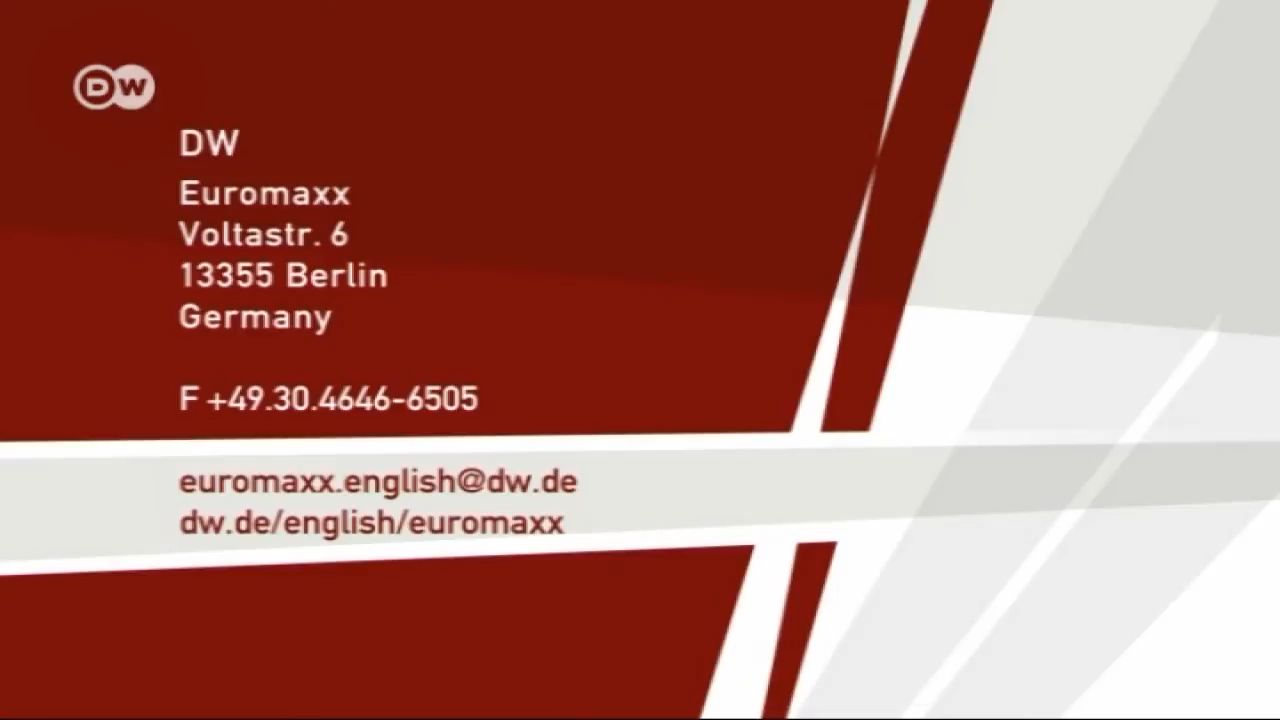 DW
DW
Euromaxx
Voltastr. 6
13355 Berlin
Germany
F +49.30.4646-6505
euromaxx.english@dw.de
dw.de/english/euromaxx